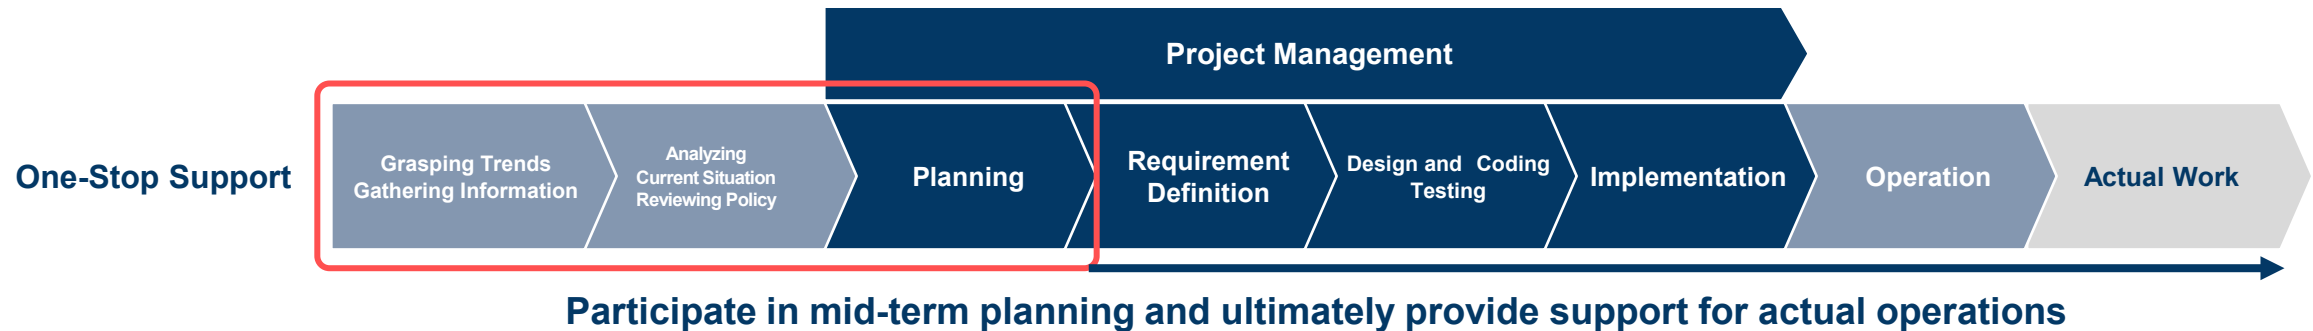 Project Management
One-Stop Support
Grasping Trends
Gathering Information
Analyzing
Current Situation
Reviewing Policy
Planning
Requirement
Definition
Design and Coding
Testing
Implementation
Operation
Actual Work
Participate in mid-term planning and ultimately provide support for actual operations